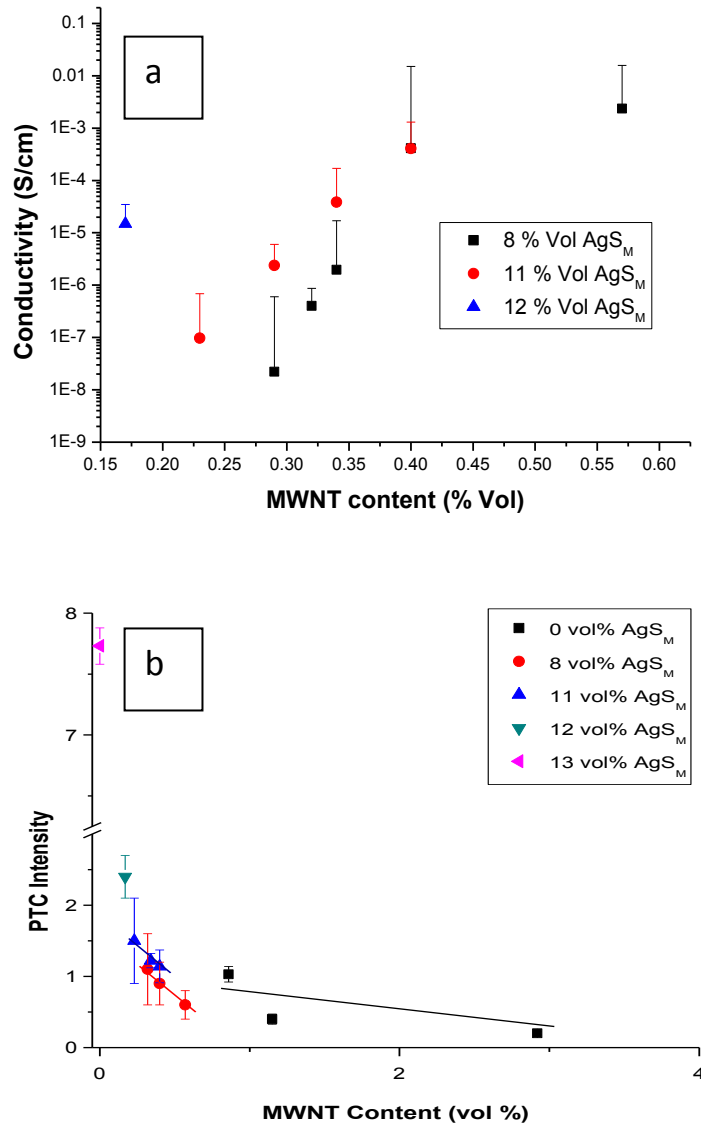 a
0.1
0.01
1E-3
1E-4
1E-5
1E-6
1E-7
1E-8
1E-9
Conductivity (S/cm)
8 % Vol AgS_M
11 % Vol AgS_M
12 % Vol AgS_M
0.15 0.20 0.25 0.30 0.35 0.40 0.45 0.50 0.55 0.60
MWNT content (% Vol)
b
8
7
2
1
0
PTC Intensity
0 vol% AgS_M
8 vol% AgS_M
11 vol% AgS_M
12 vol% AgS_M
13 vol% AgS_M
0 2 4
MWNT Content (vol %)